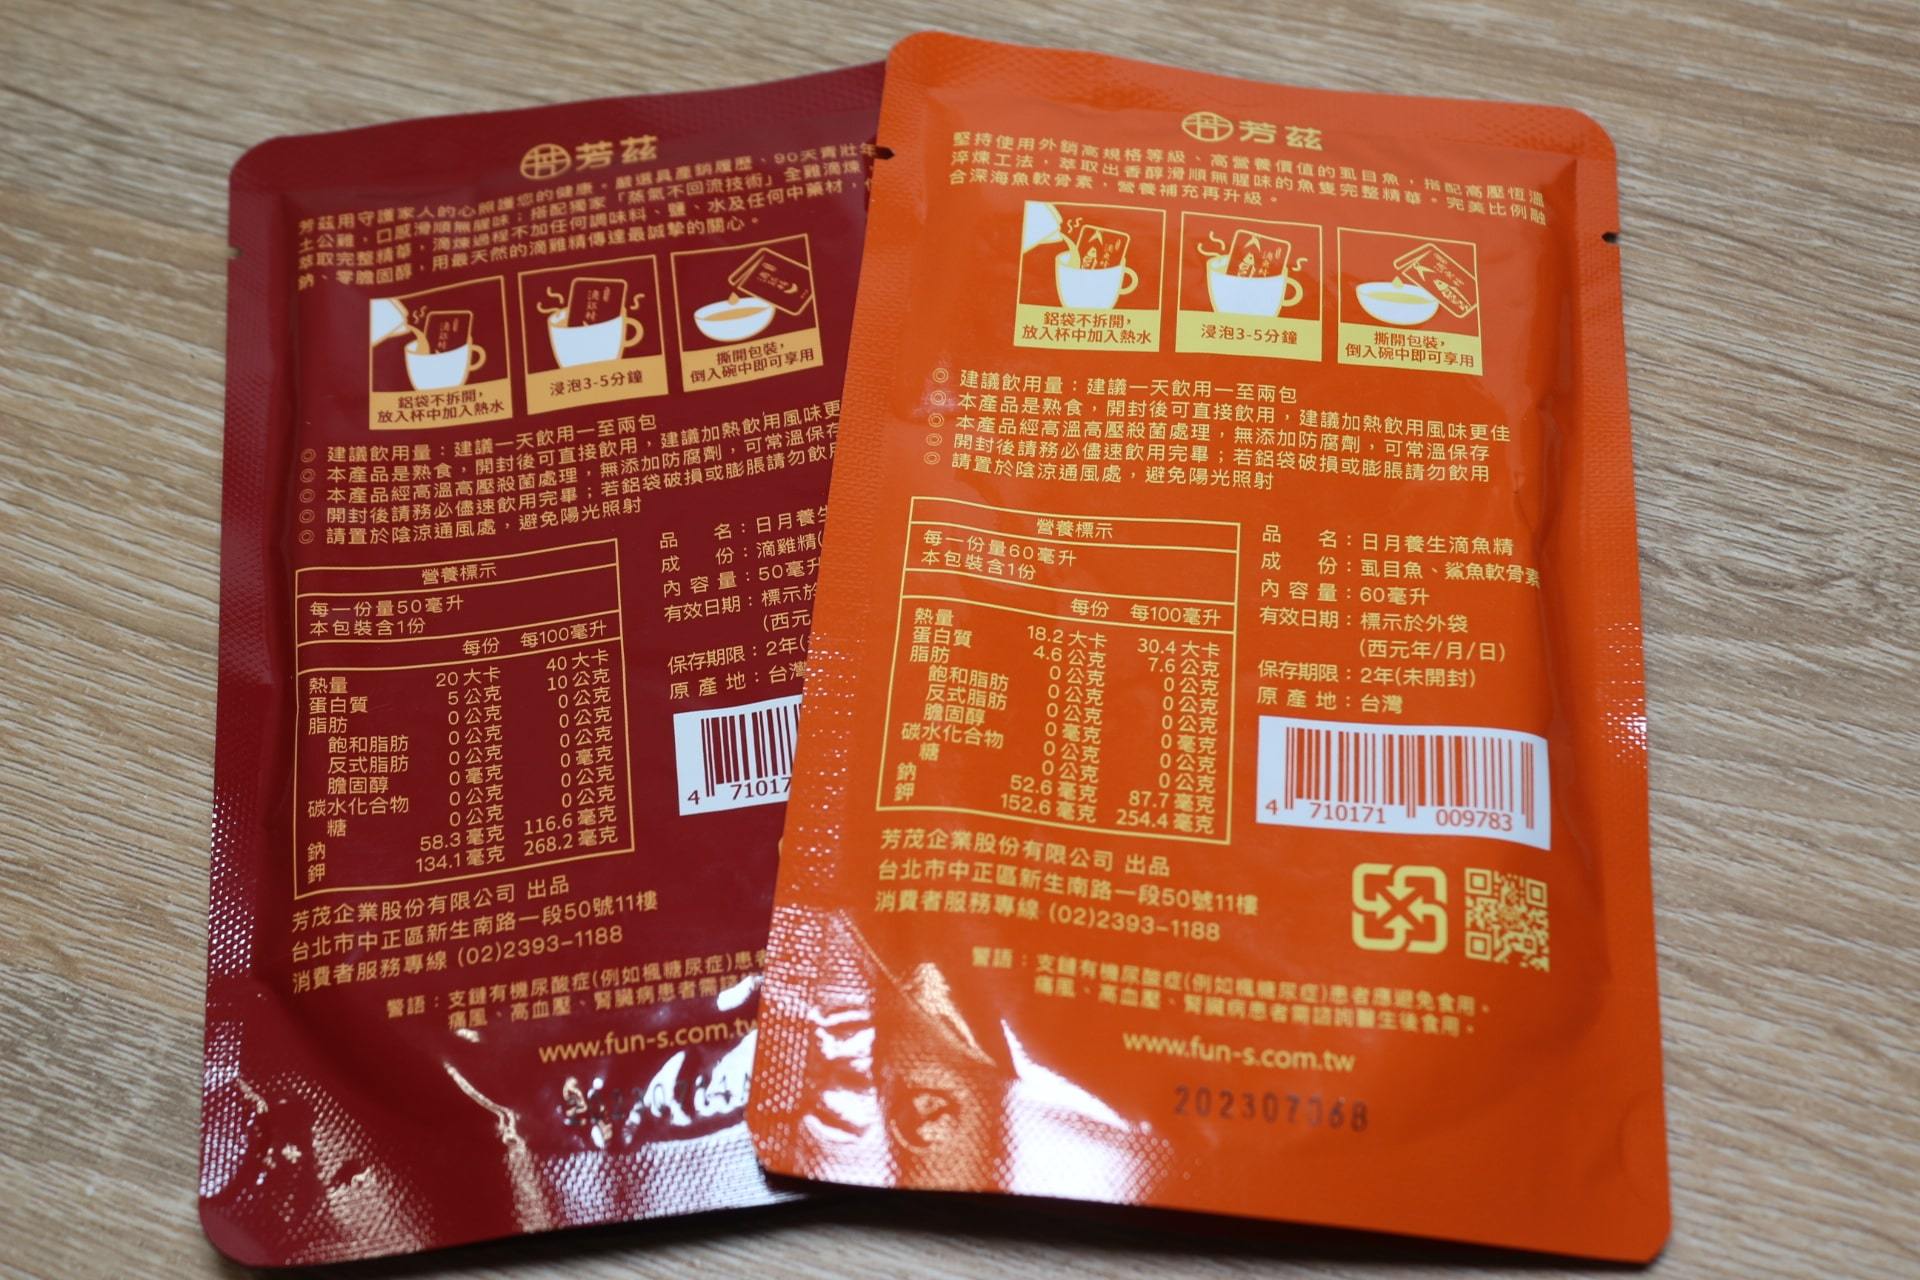 芳茲
芳茲用守護家人的心照護您的健康。嚴選具產銷履歷、90天青壯年
土公雞，口感滑順無腥味；搭配獨家「蒸氣不回流技術」全雞滴煉
萃取完整精華，滴煉過程不加任何調味料、鹽、水及任何中藥材，
鈉、零膽固醇，用最天然的滴雞精傳達最誠摯的關心。
鋁袋不拆開，
放入杯中加入熱水
浸泡3-5分鐘
撕開包裝，
倒入碗中即可享用
◎ 建議飲用量：建議一天飲用一至兩包
◎ 本產品是熟食，開封後可直接飲用，建議加熱飲用風味更
◎ 本產品經高溫高壓殺菌處理，無添加防腐劑，可常溫保存
◎ 開封後請務必儘速飲用完畢；若鋁袋破損或膨脹請勿飲用
◎ 請置於陰涼通風處，避免陽光照射
營養標示
每一份量50毫升
本包裝含1份
每份 每100毫升
熱量 20大卡 40大卡
蛋白質 5公克 10公克
脂肪 0公克 0公克
飽和脂肪 0公克 0公克
反式脂肪 0公克 0公克
膽固醇 0毫克 0毫克
碳水化合物 0公克 0公克
糖 0公克 0公克
鈉 58.3毫克 116.6毫克
鉀 134.1毫克 268.2毫克
品 名：日月養生
成 份：滴雞精(
內容量：50毫升
有效日期：標示於
(西元
保存期限：2年(
原產地：台灣
4 71017
芳茂企業股份有限公司 出品
台北市中正區新生南路一段50號11樓
消費者服務專線 (02)2393-1188
警語：支鏈有機尿酸症(例如楓糖尿症)患者
痛風、高血壓、腎臟病患者需
www.fun-s.com.tw
芳茲
堅持使用外銷高規格等級、高營養價值的虱目魚，搭配高壓恆溫
淬煉工法，萃取出香醇滑順無腥味的魚隻完整精華。完美比例融
合深海魚軟骨素，營養補充再升級。
鋁袋不拆開，
放入杯中加入熱水
浸泡3-5分鐘
撕開包裝，
倒入碗中即可享用
◎ 建議飲用量：建議一天飲用一至兩包
◎ 本產品是熟食，開封後可直接飲用，建議加熱飲用風味更佳
◎ 本產品經高溫高壓殺菌處理，無添加防腐劑，可常溫保存
◎ 開封後請務必儘速飲用完畢；若鋁袋破損或膨脹請勿飲用
◎ 請置於陰涼通風處，避免陽光照射
營養標示
每一份量60毫升
本包裝含1份
每份 每100毫升
熱量 18.2大卡 30.4大卡
蛋白質 4.6公克 7.6公克
脂肪 0公克 0公克
飽和脂肪 0公克 0公克
反式脂肪 0公克 0公克
膽固醇 0毫克 0毫克
碳水化合物 0公克 0公克
糖 0公克 0公克
鈉 52.6毫克 87.7毫克
鉀 152.6毫克 254.4毫克
品 名：日月養生滴魚精
成 份：虱目魚、鯊魚軟骨素
內容量：60毫升
有效日期：標示於外袋
(西元年/月/日)
保存期限：2年(未開封)
原產地：台灣
4 710171 009783
芳茂企業股份有限公司 出品
台北市中正區新生南路一段50號11樓
消費者服務專線 (02)2393-1188
警語：支鏈有機尿酸症(例如楓糖尿症)患者應避免食用。
痛風、高血壓、腎臟病患者需諮詢醫生後食用。
www.fun-s.com.tw